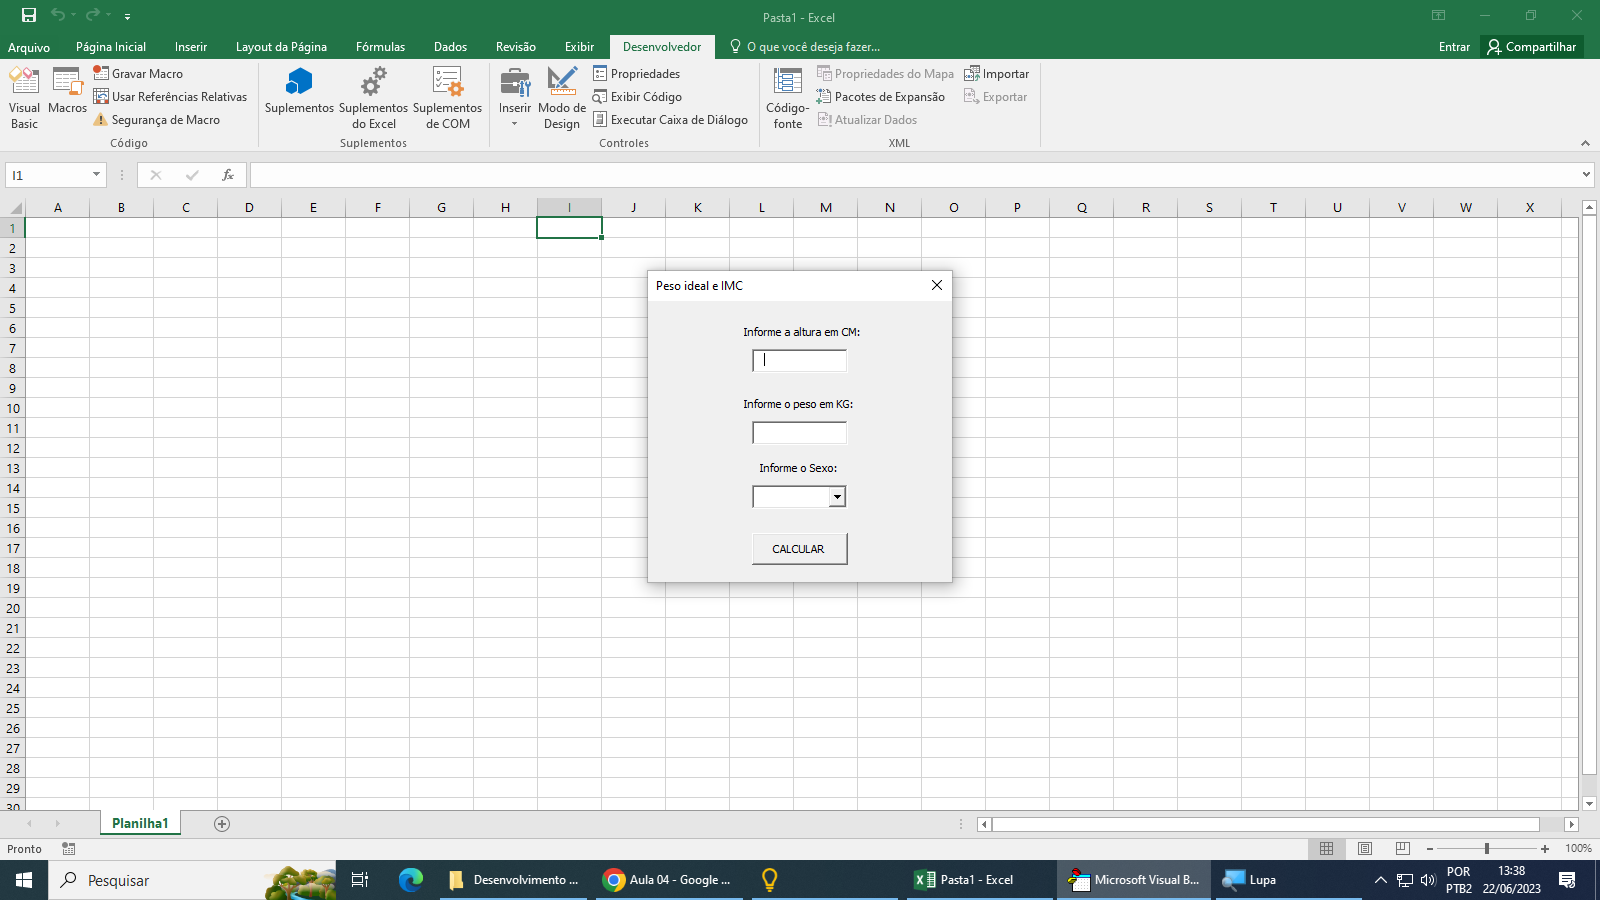 Pasta1 - Excel
Arquivo Página Inicial Inserir Layout da Página Fórmulas Dados Revisão Exibir Desenvolvedor O que você deseja fazer... Entrar Compartilhar
Visual Basic
Macros
Gravar Macro
Usar Referências Relativas
Segurança de Macro
Código
Suplementos
Suplementos do Excel
Suplementos de COM
Suplementos
Inserir
Modo de Design
Propriedades
Exibir Código
Executar Caixa de Diálogo
Controles
Código-fonte
Propriedades do Mapa
Pacotes de Expansão
Atualizar Dados
Importar
Exportar
XML
I1
fx
A B C D E F G H I J K L M N O P Q R S T U V W X
1
2
3
4
5
6
7
8
9
10
11
12
13
14
15
16
17
18
19
20
21
22
23
24
25
26
27
28
29
30
Peso ideal e IMC
Informe a altura em CM:
Informe o peso em KG:
Informe o Sexo:
CALCULAR
Planilha1
Pronto
100%
Pesquisar
Desenvolvimento ...
Aula 04 - Google ...
Pasta1 - Excel
Microsoft Visual B...
Lupa
POR
PTB2
13:38
22/06/2023